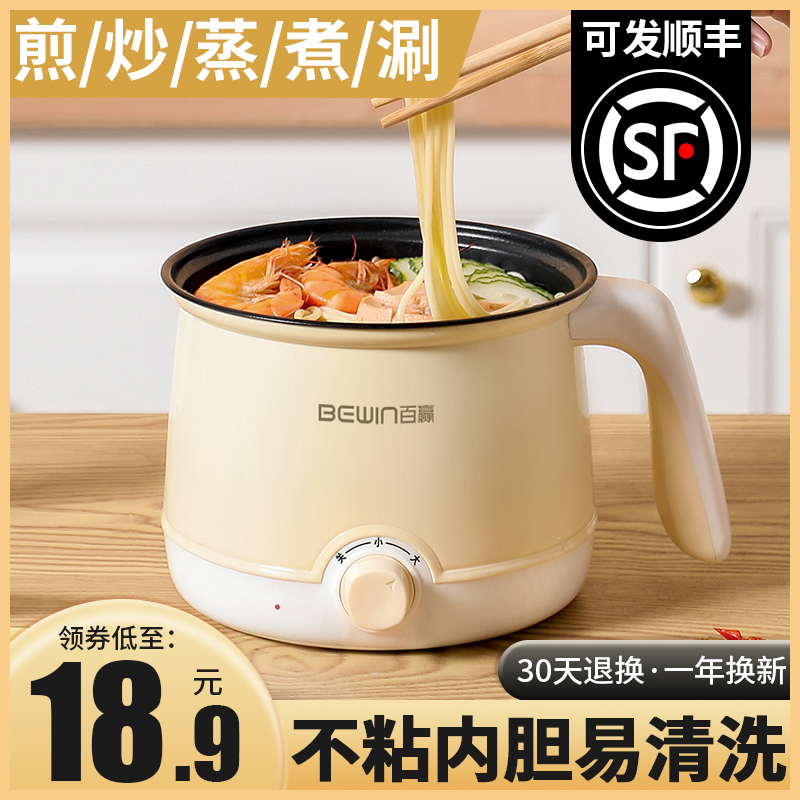 煎/炒/蒸/煮/涮
可发顺丰
SF
BEWIN百赢
关 小 大
领券低至:
18.9元
30天退换·一年换新
不粘内胆易清洗